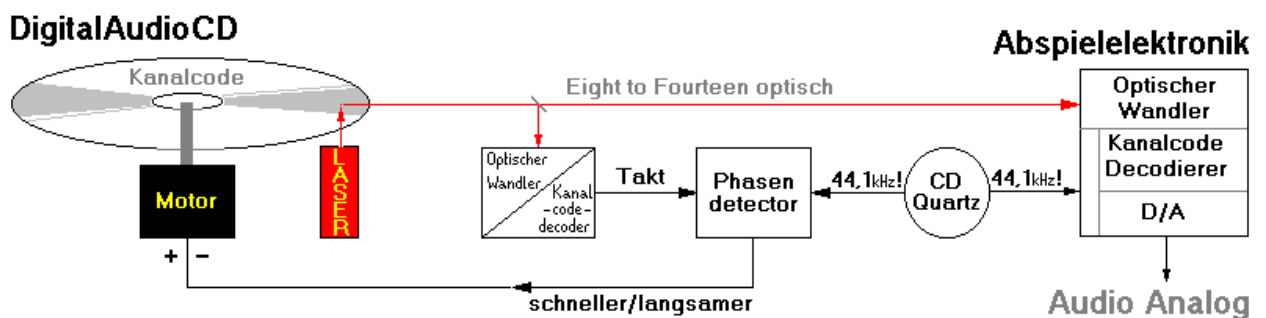 DigitalAudioCD
Kanalcode
Motor
+ -
LASER
Eight to Fourteen optisch
Optischer
Wandler
Kanal
-code-
decoder
Takt
Phasen
detector
44,1kHz!
CD
Quartz
44,1kHz!
schneller/langsamer
Abspielelektronik
Optischer
Wandler
Kanalcode
Decodierer
D/A
Audio Analog